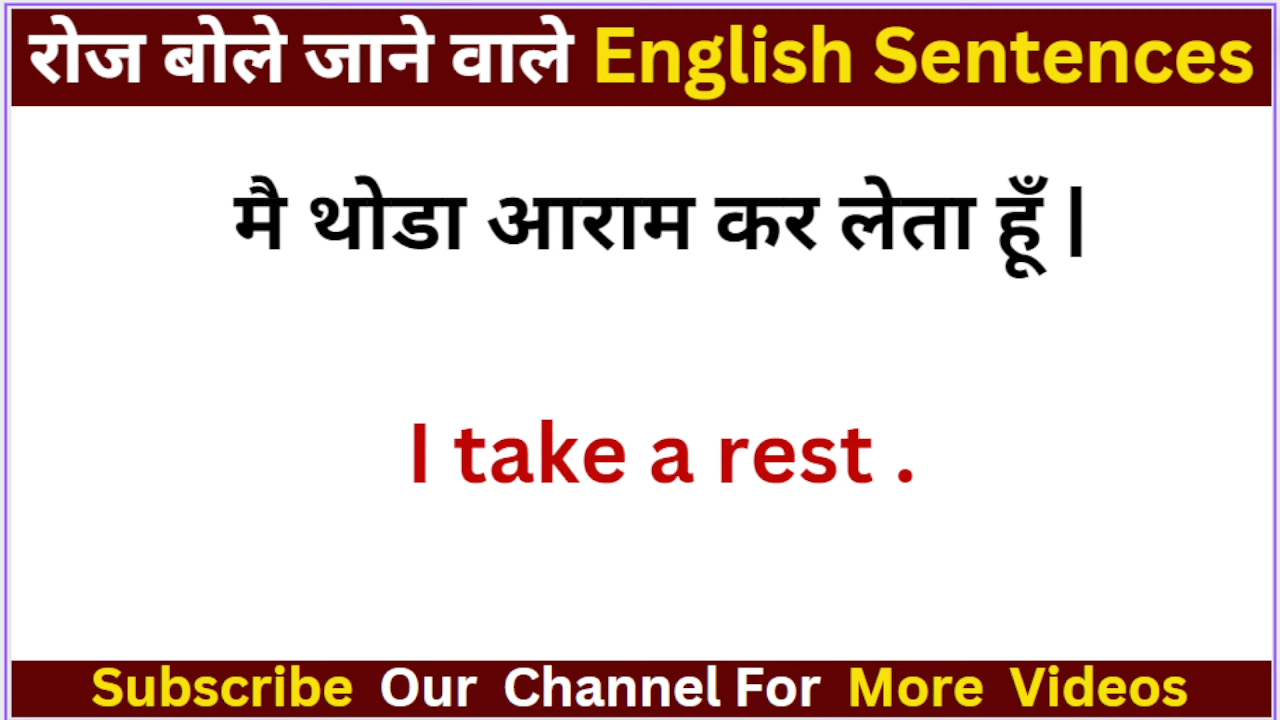 रोज बोले जाने वाले English Sentences
मै थोडा आराम कर लेता हूँ |
I take a rest .
Subscribe Our Channel For More Videos